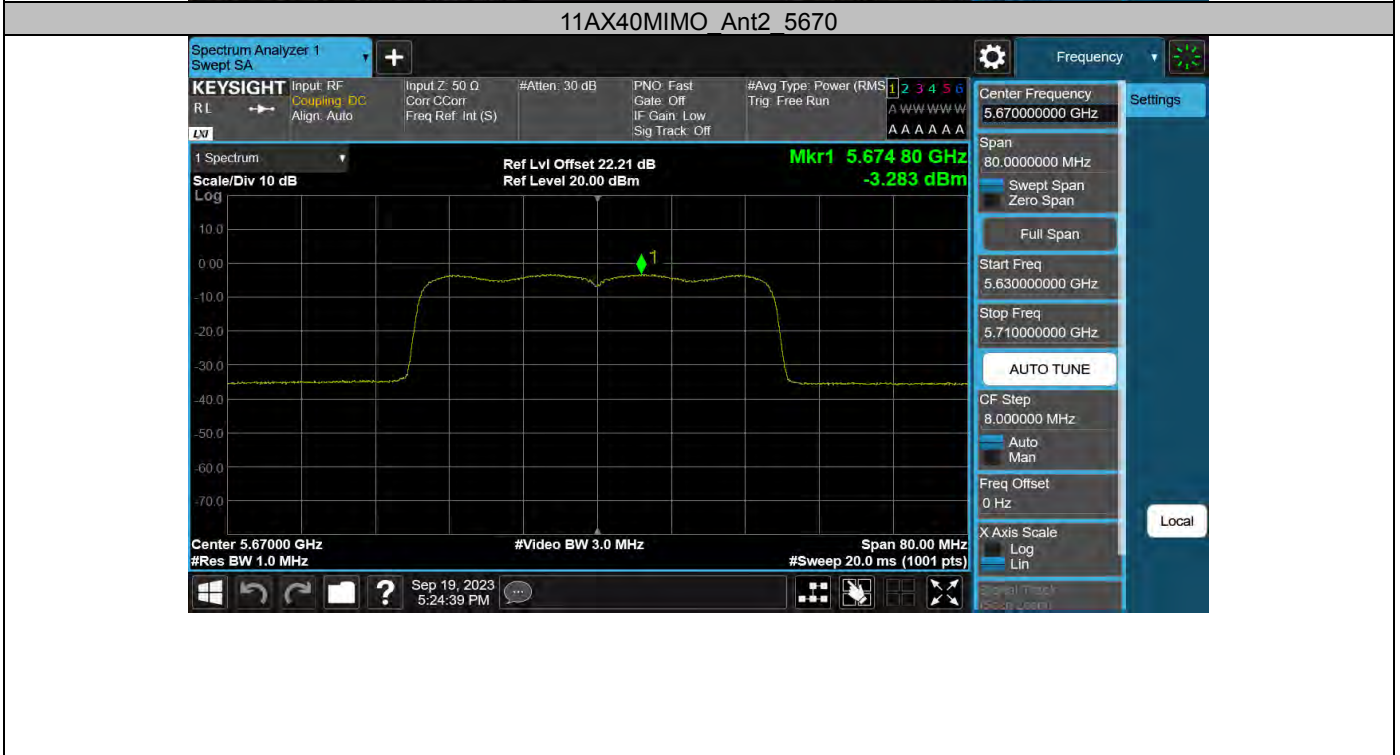 11AX40MIMO_Ant2_5670
Spectrum Analyzer 1
Swept SA
+
Frequency
KEYSIGHT
RL
LXI
Input: RF
Coupling: DC
Align: Auto
Input Z: 50 Ω
Corr CCorr
Freq Ref: Int (S)
#Atten: 30 dB
PNO: Fast
Gate: Off
IF Gain: Low
Sig Track: Off
#Avg Type: Power (RMS
Trig: Free Run
1 2 3 4 5 6
A W W W W W
A A A A A A
1 Spectrum
Scale/Div 10 dB
Log
Ref Lvl Offset 22.21 dB
Ref Level 20.00 dBm
Mkr1 5.674 80 GHz
-3.283 dBm
10.0
0.00
-10.0
-20.0
-30.0
-40.0
-50.0
-60.0
-70.0
1
Center 5.67000 GHz
#Res BW 1.0 MHz
#Video BW 3.0 MHz
Span 80.00 MHz
#Sweep 20.0 ms (1001 pts)
Center Frequency
5.670000000 GHz
Settings
Span
80.0000000 MHz
Swept Span
Zero Span
Full Span
Start Freq
5.630000000 GHz
Stop Freq
5.710000000 GHz
AUTO TUNE
CF Step
8.000000 MHz
Auto
Man
Freq Offset
0 Hz
X Axis Scale
Log
Lin
Local
Signal Track
(Span Zoom)
?
Sep 19, 2023
5:24:39 PM